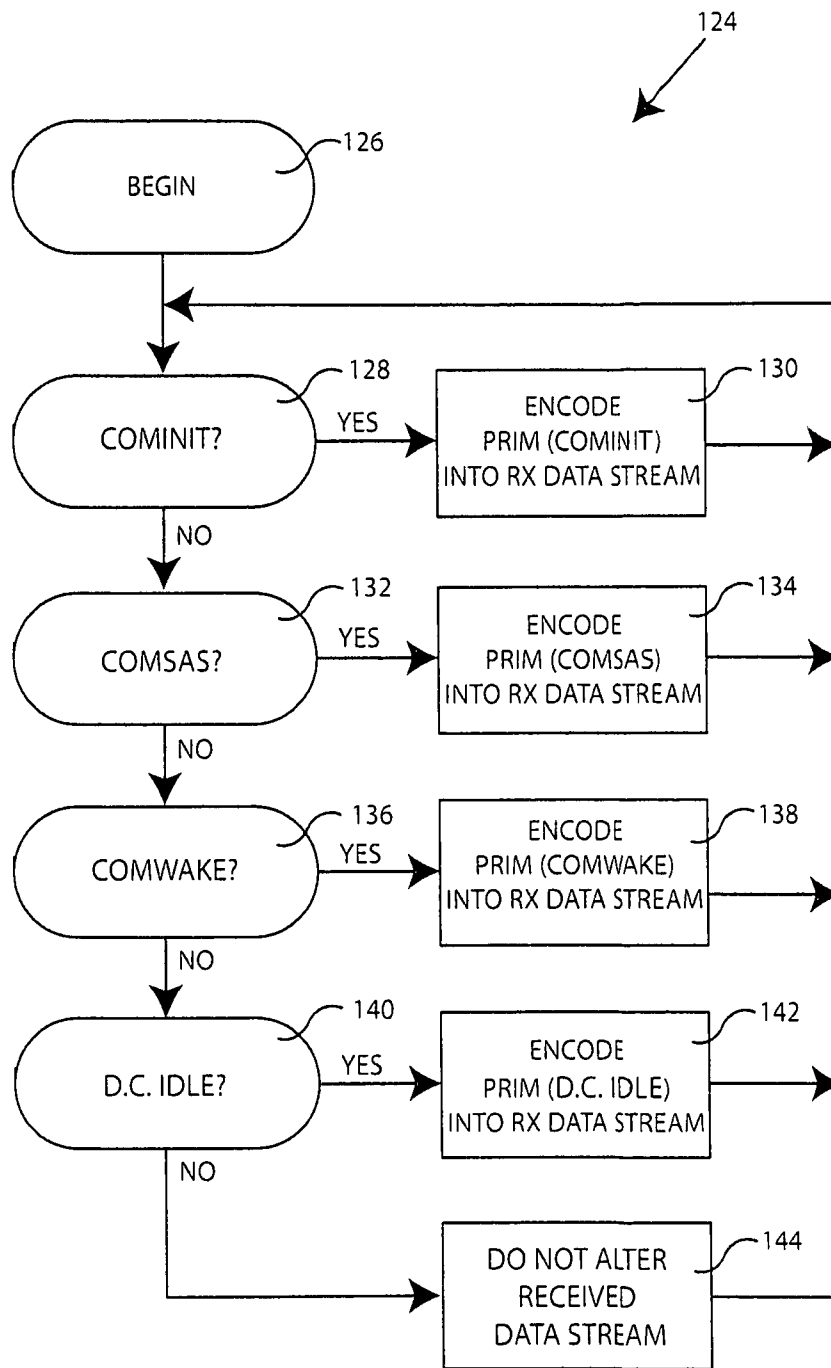 124
126
BEGIN
128
COMINIT?
YES
130
ENCODE
PRIM (COMINIT)
INTO RX DATA STREAM
NO
132
COMSAS?
YES
134
ENCODE
PRIM (COMSAS)
INTO RX DATA STREAM
NO
136
COMWAKE?
YES
138
ENCODE
PRIM (COMWAKE)
INTO RX DATA STREAM
NO
140
D.C. IDLE?
YES
142
ENCODE
PRIM (D.C. IDLE)
INTO RX DATA STREAM
NO
144
DO NOT ALTER
RECEIVED
DATA STREAM